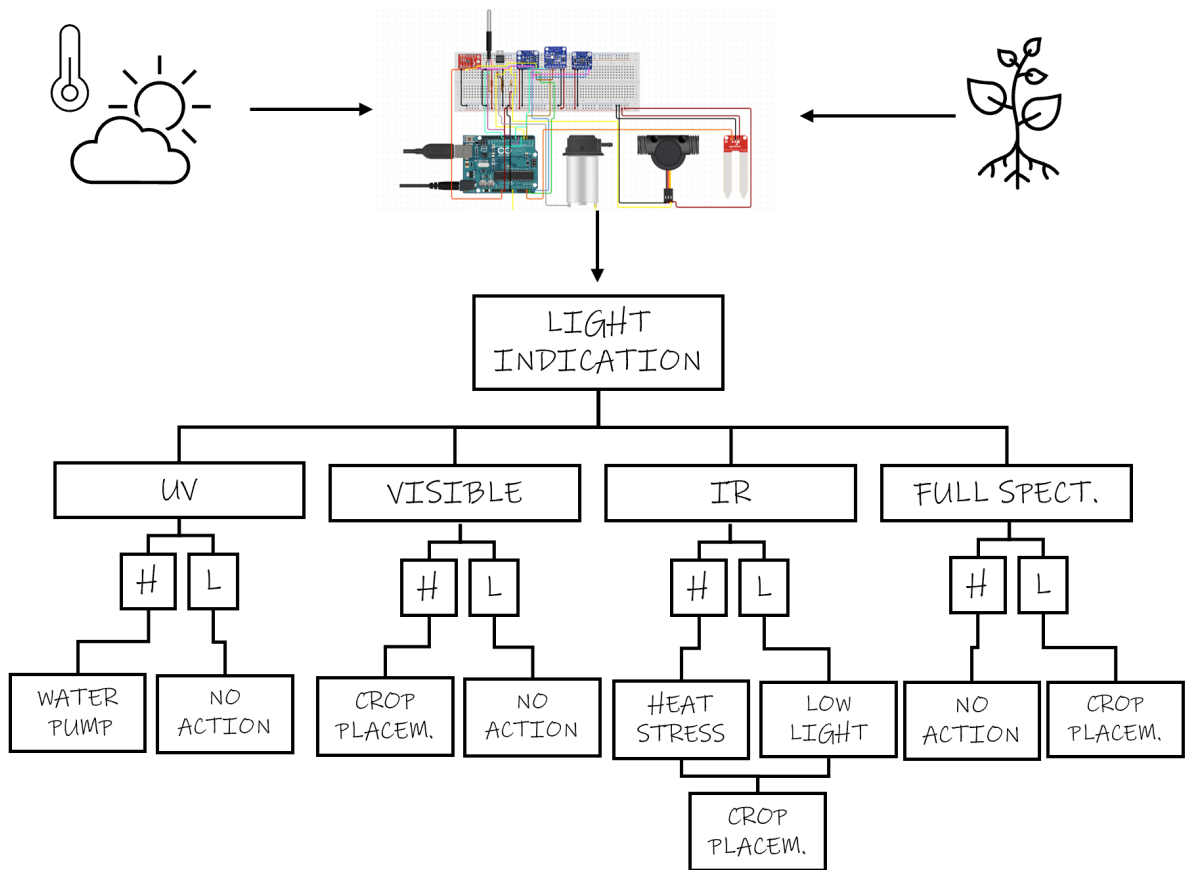 LIGHT
INDICATION
UV
VISIBLE
IR
FULL SPECT.
H
L
H
L
H
L
H
L
WATER
PUMP
NO
ACTION
CROP
PLACEM.
NO
ACTION
HEAT
STRESS
LOW
LIGHT
NO
ACTION
CROP
PLACEM.
CROP
PLACEM.